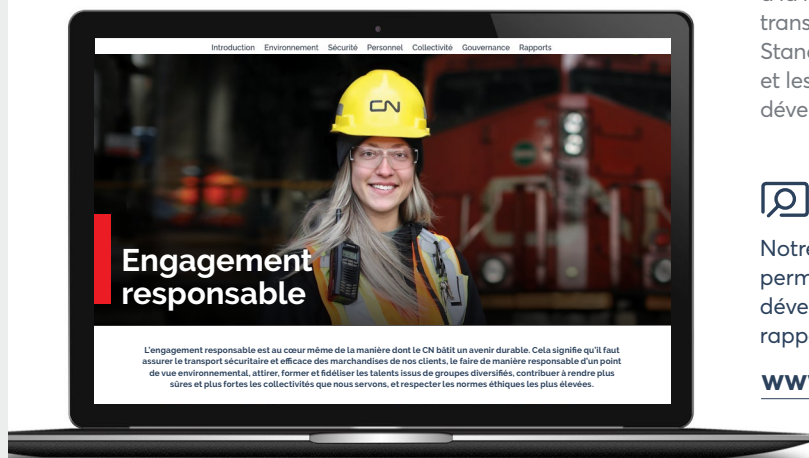 Introduction Environnement Sécurité Personnel Collectivité Gouvernance Rapports
CN
Engagement
responsable
L'engagement responsable est au cœur même de la manière dont le CN bâtit un avenir durable. Cela signifie qu'il faut
assurer le transport sécuritaire et efficace des marchandises de nos clients, le faire de manière responsable d'un point
de vue environnemental, attirer, former et fidéliser les talents issus de groupes diversifiés, contribuer à rendre plus
sûres et plus fortes les collectivités que nous servons, et respecter les normes éthiques les plus élevées.
trans
Stand
et les
déve
Notre
perm
déve
rapp
www